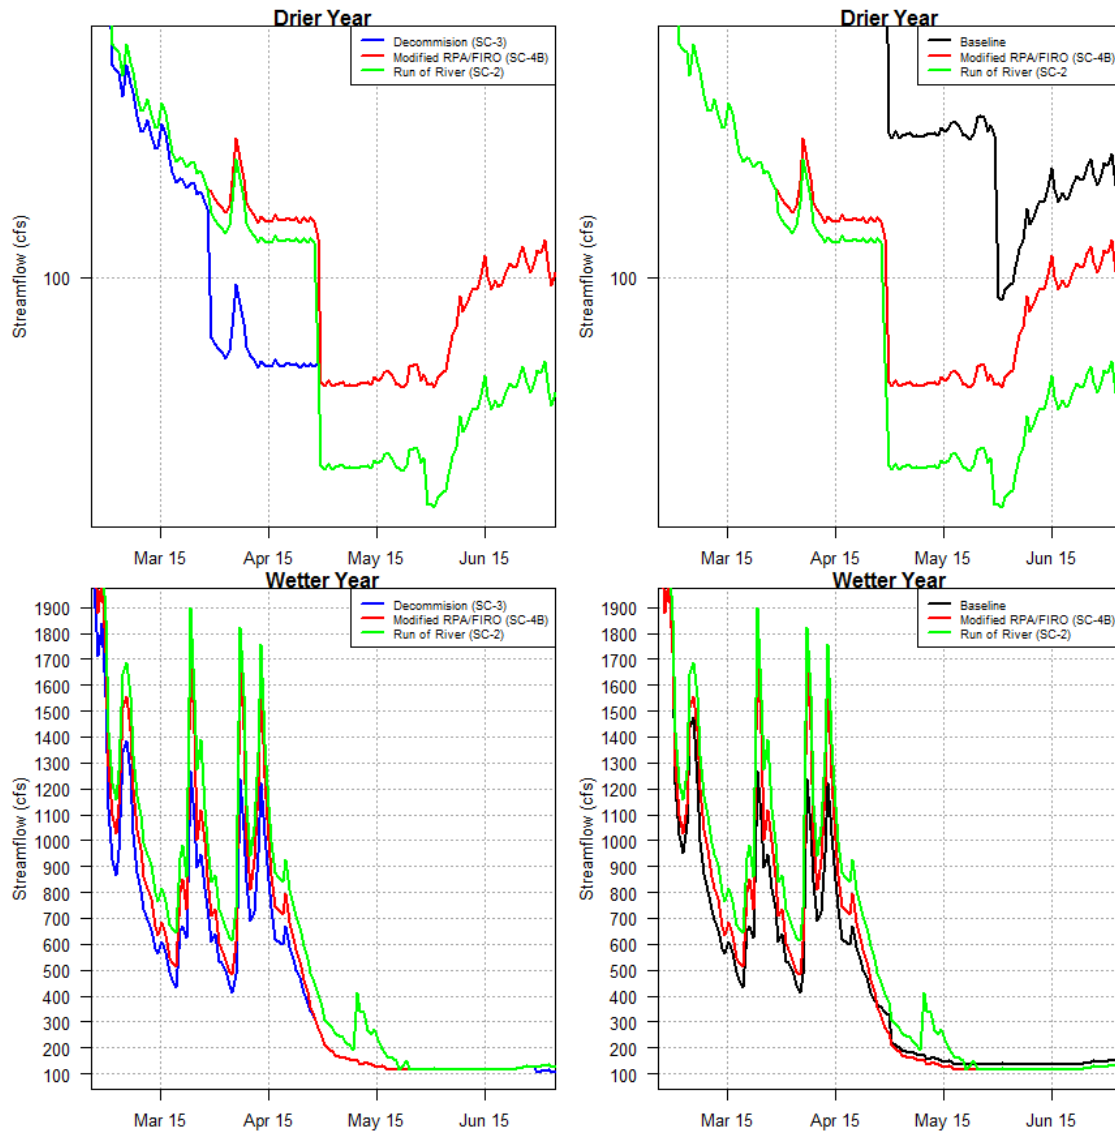 Drier Year
Decommision (SC-3)
Modified RPA/FIRO (SC-4B)
Run of River (SC-2)
Streamflow (cfs)
100
Mar 15
Apr 15
May 15
Jun 15
Drier Year
Baseline
Modified RPA/FIRO (SC-4B)
Run of River (SC-2
Streamflow (cfs)
100
Mar 15
Apr 15
May 15
Jun 15
Wetter Year
Decommision (SC-3)
Modified RPA/FIRO (SC-4B)
Run of River (SC-2)
Streamflow (cfs)
1900
1800
1700
1600
1500
1400
1300
1200
1100
1000
900
800
700
600
500
400
300
200
100
Mar 15
Apr 15
May 15
Jun 15
Wetter Year
Baseline
Modified RPA/FIRO (SC-4B)
Run of River (SC-2)
Streamflow (cfs)
1900
1800
1700
1600
1500
1400
1300
1200
1100
1000
900
800
700
600
500
400
300
200
100
Mar 15
Apr 15
May 15
Jun 15